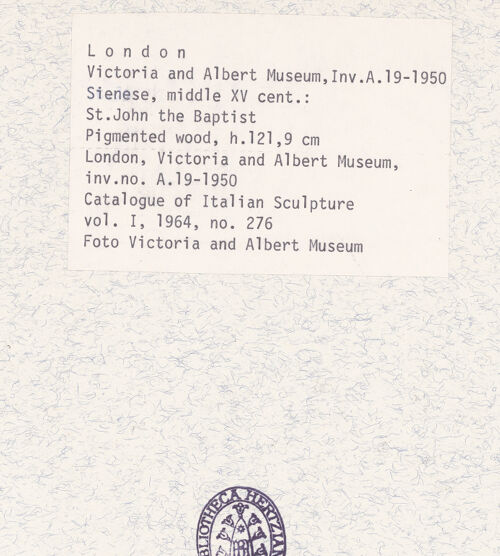 L o n d o n
Victoria and Albert Museum,Inv.A.19-1950
Sienese, middle XV cent.:
St.John the Baptist
Pigmented wood, h.121,9 cm
London, Victoria and Albert Museum,
inv.no. A.19-1950
Catalogue of Italian Sculpture
vol. I, 1964, no. 276
Foto Victoria and Albert Museum
BIBLIOTHECA HERTZIAN